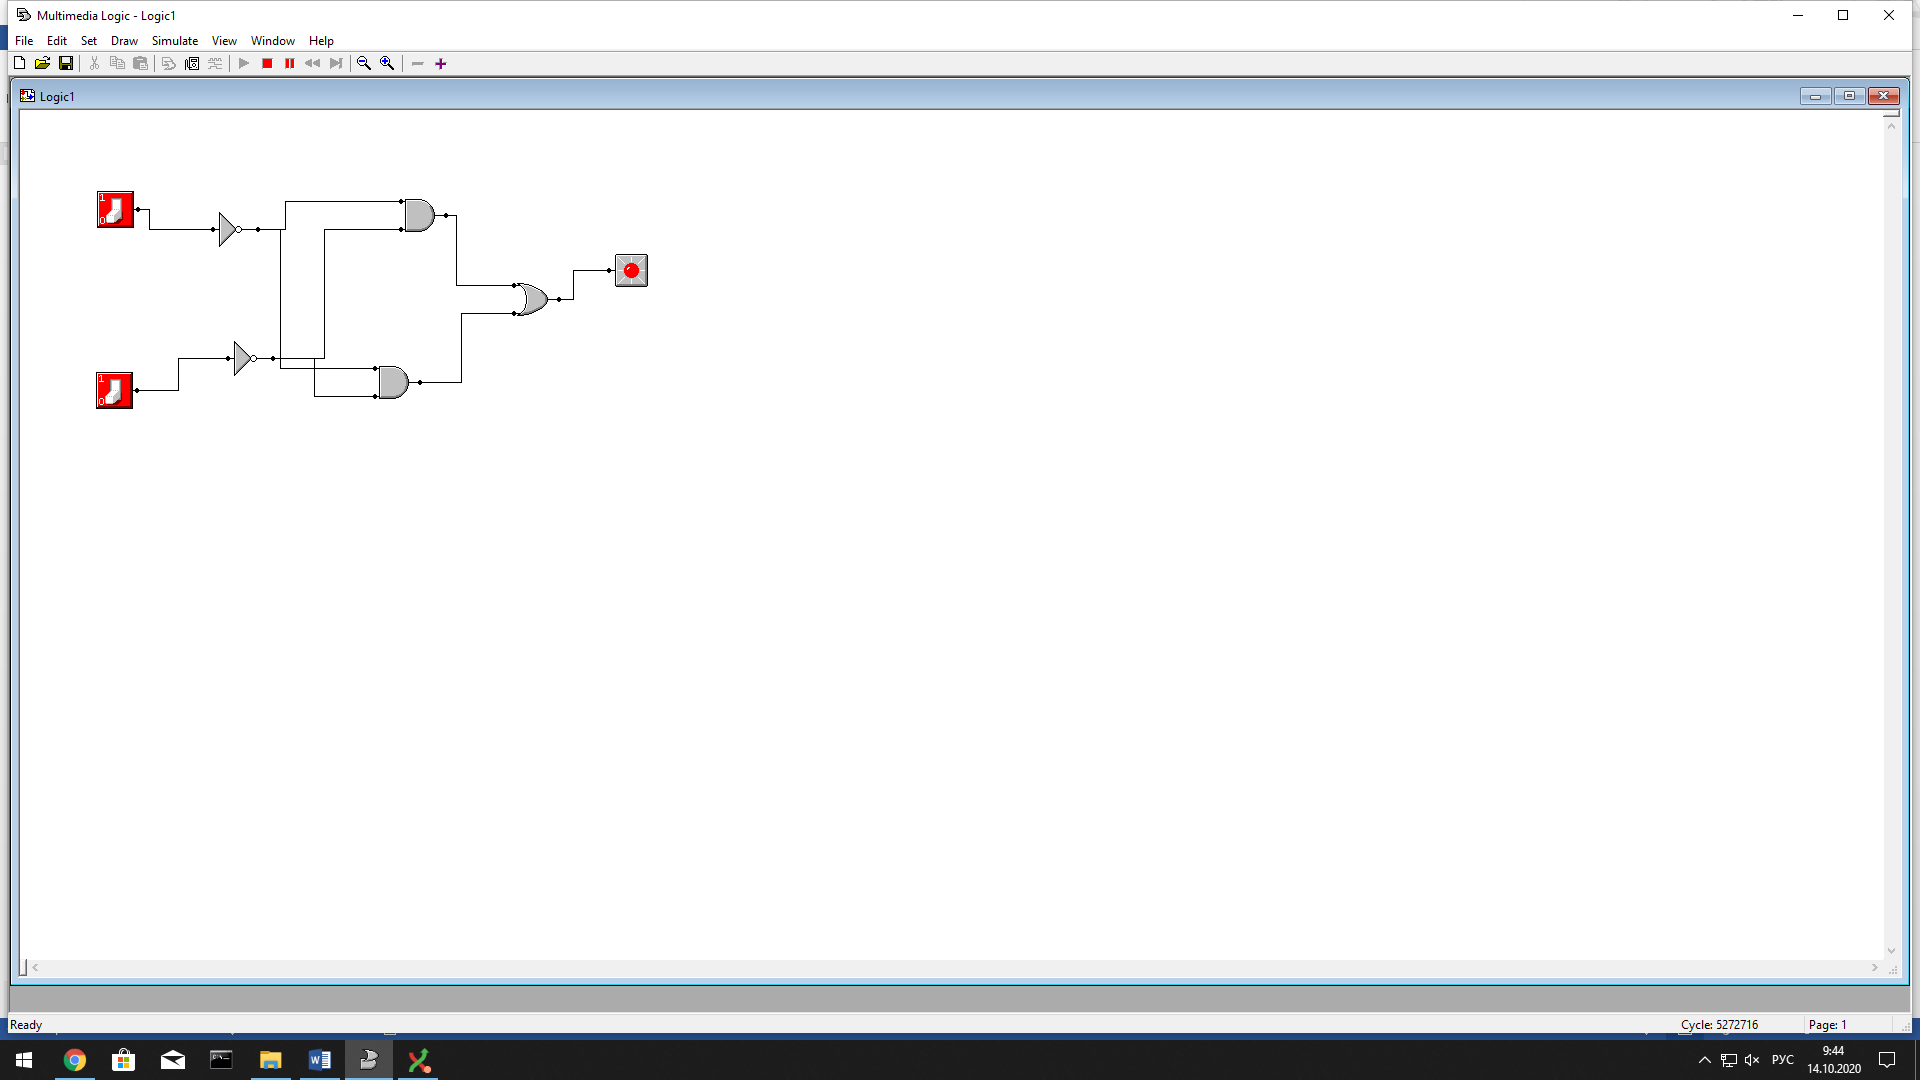 Multimedia Logic - Logic1
File Edit Set Draw Simulate View Window Help
Logic1
1
0
1
0
Ready Cycle: 5272716 Page: 1
РУС 9:44
14.10.2020